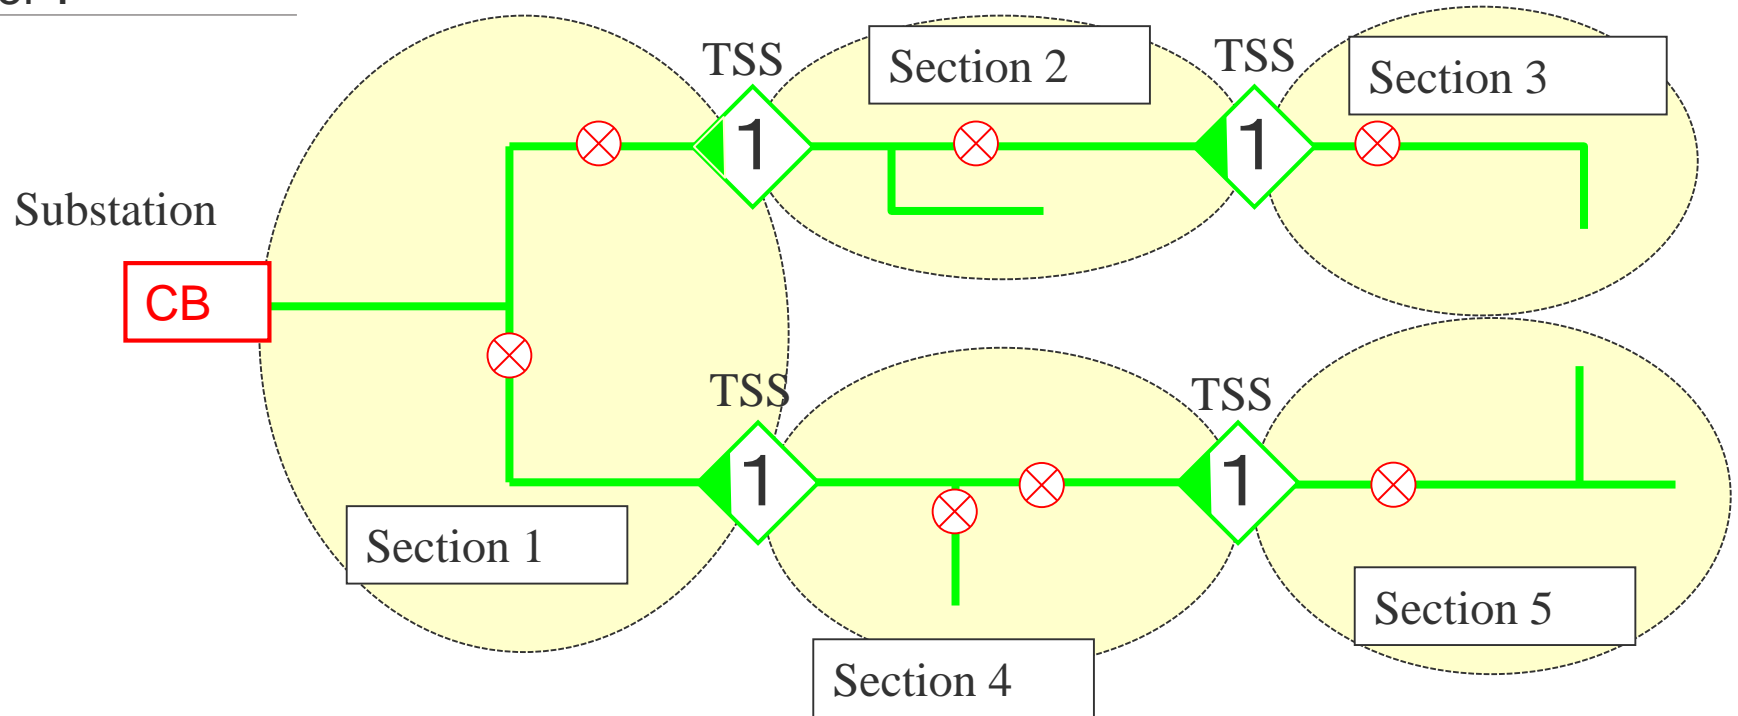 TSS
Section 2
TSS
Section 3
1
1
Substation
CB
TSS
TSS
1
1
Section 1
Section 5
Section 4